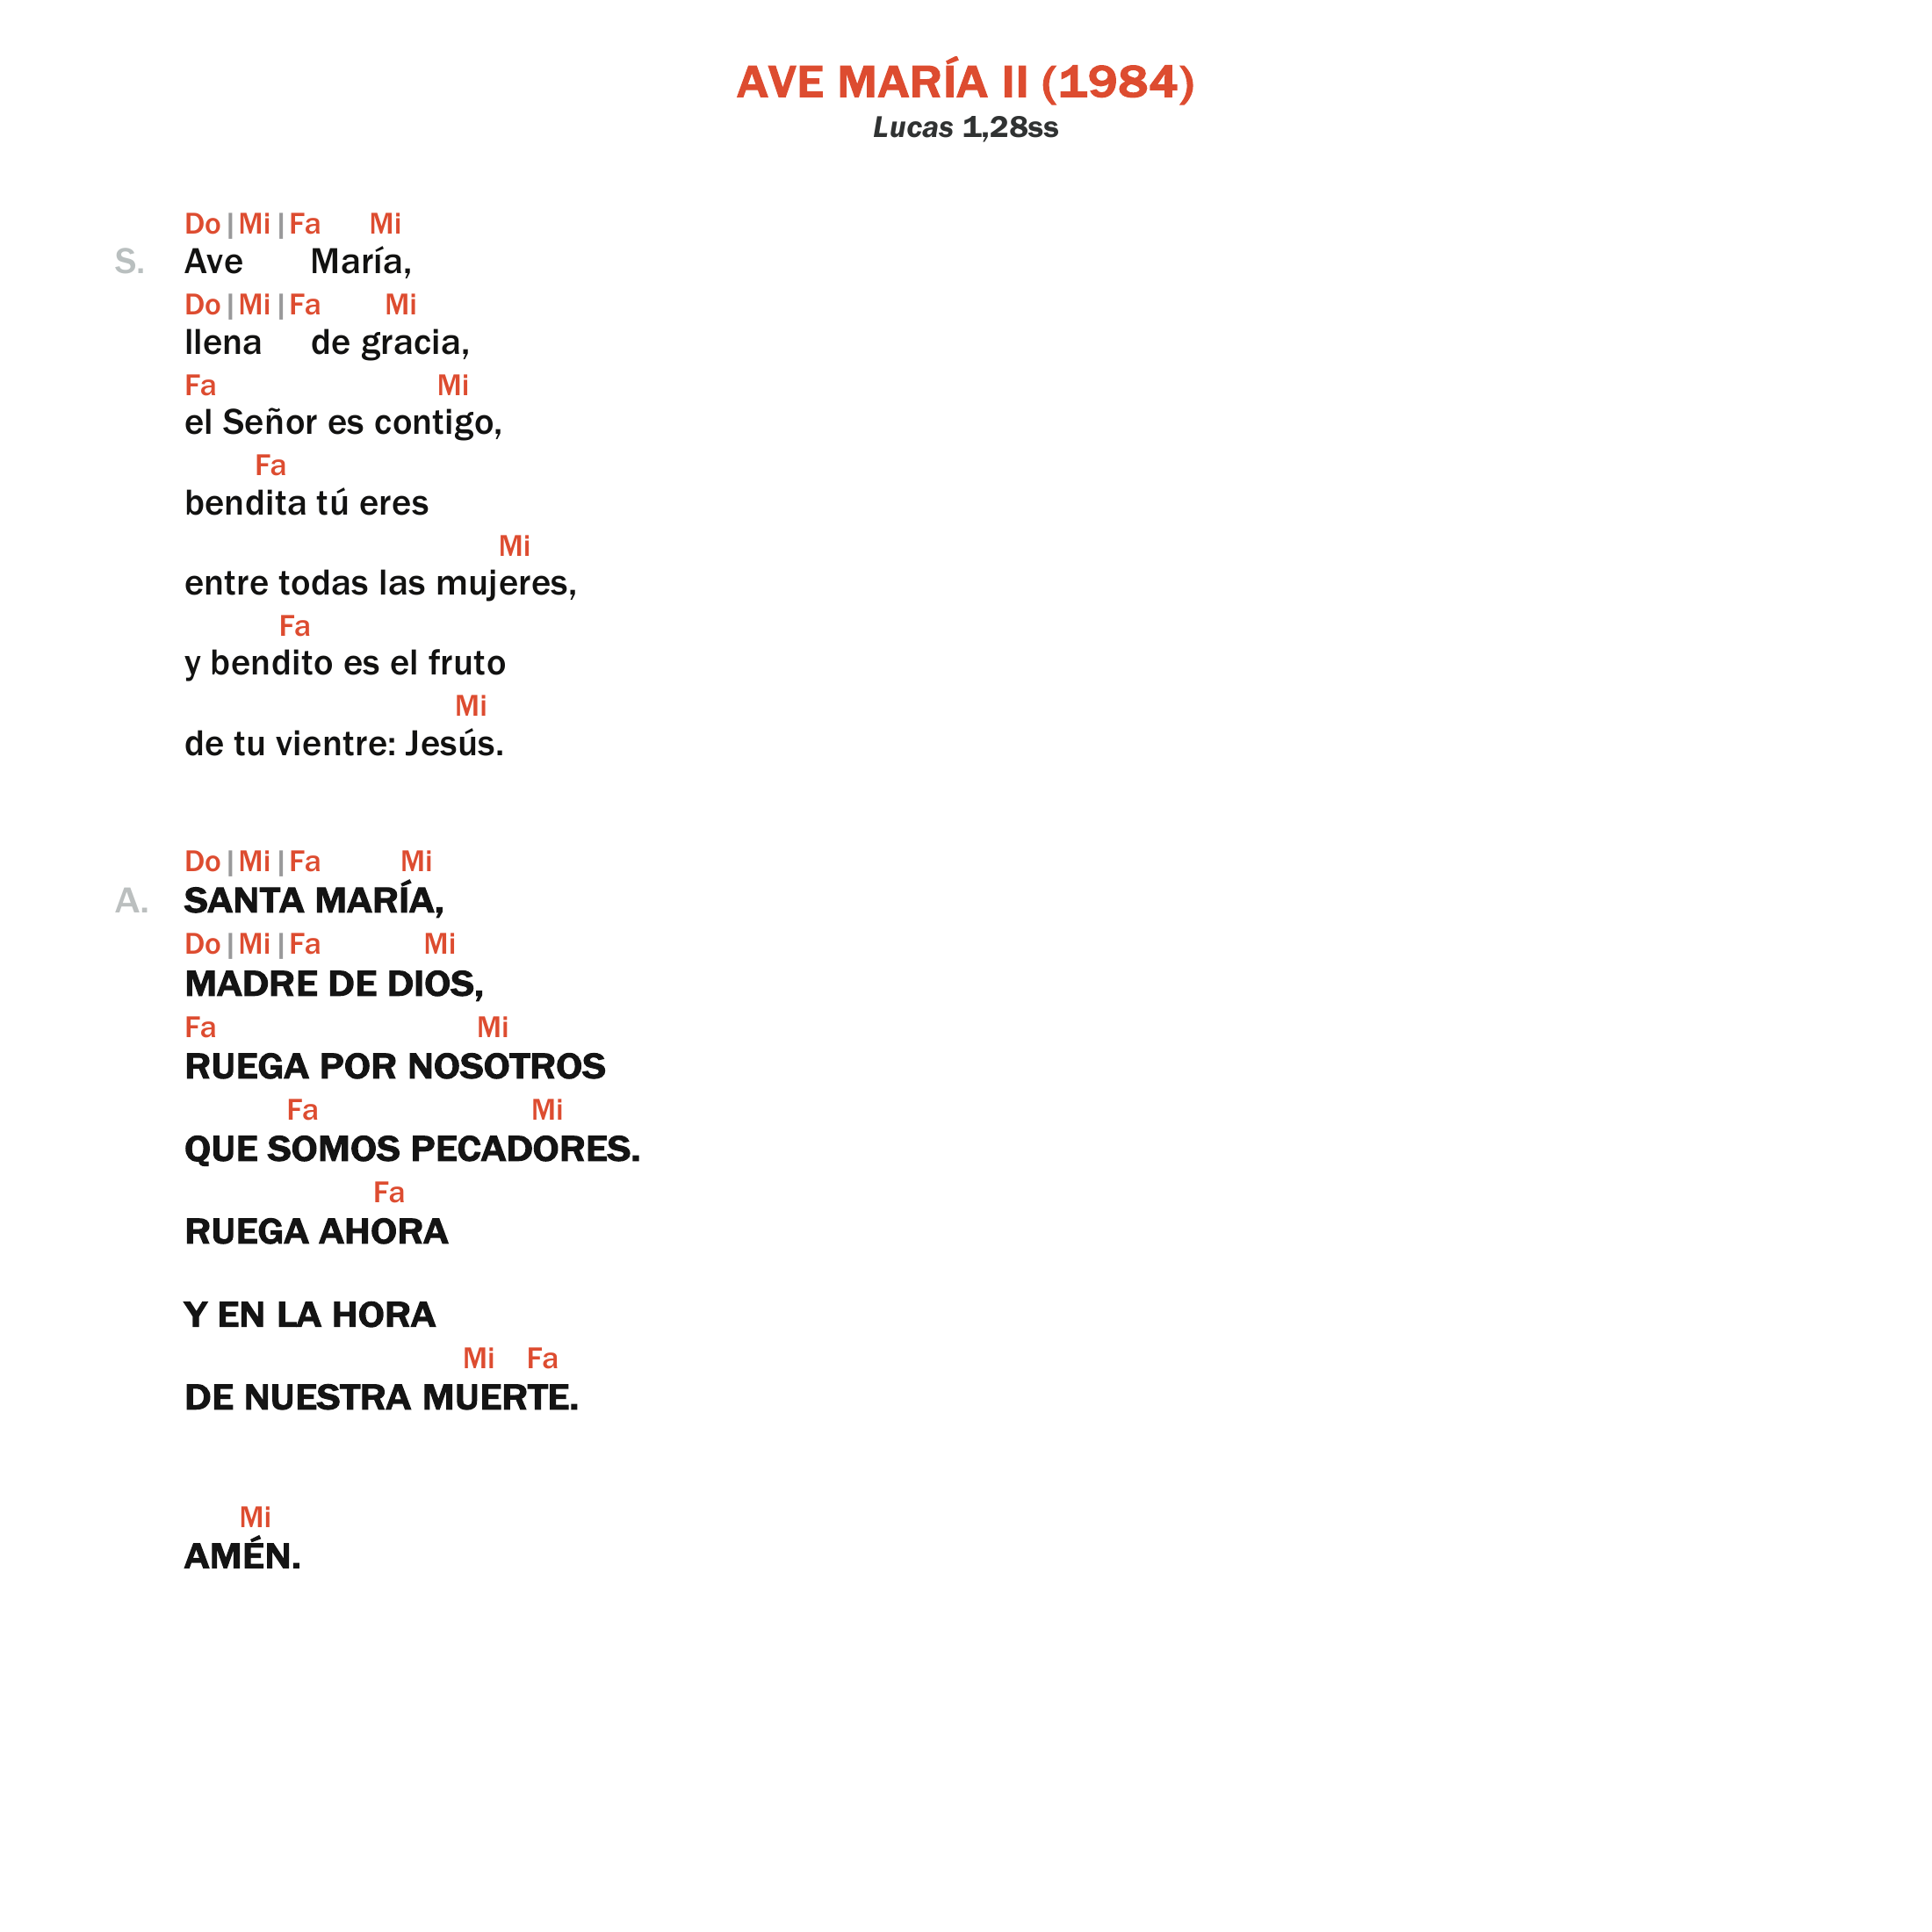 AVE MARÍA II (1984)
Lucas 1,28ss
Do|Mi|Fa Mi
S. Ave María,
Do|Mi|Fa Mi
llena de gracia,
Fa Mi
el Señor es contigo,
Fa
bendita tú eres
Mi
entre todas las mujeres,
Fa
y bendito es el fruto
Mi
de tu vientre: Jesús.
Do|Mi|Fa Mi
A. SANTA MARÍA,
Do|Mi|Fa Mi
MADRE DE DIOS,
Fa Mi
RUEGA POR NOSOTROS
Fa Mi
QUE SOMOS PECADORES.
Fa
RUEGA AHORA
Y EN LA HORA
Mi Fa
DE NUESTRA MUERTE.
Mi
AMÉN.